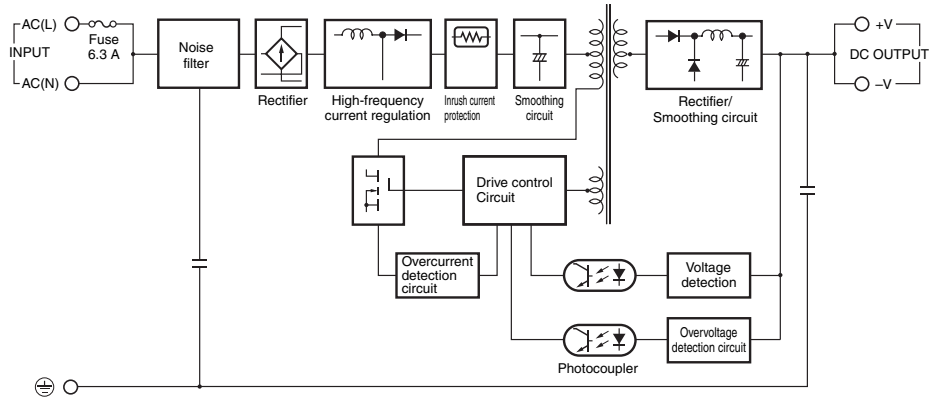 AC(L)
Fuse
6.3 A
INPUT
AC(N)
Noise
filter
Rectifier
High-frequency
current regulation
Inrush current
protection
Smoothing
circuit
Rectifier/
Smoothing circuit
+V
DC OUTPUT
–V
Drive control
Circuit
Overcurrent
detection
circuit
Voltage
detection
Overvoltage
detection circuit
Photocoupler